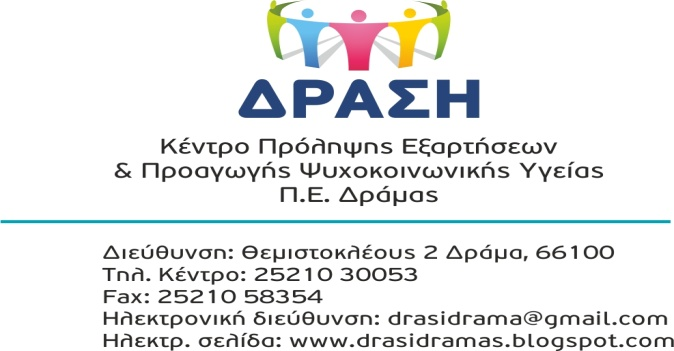 ΔΡΑΣΗ
Κέντρο Πρόληψης Εξαρτήσεων
& Προαγωγής Ψυχοκοινωνικής Υγείας
Π.Ε. Δράμας
Διεύθυνση: Θεμιστοκλέους 2 Δράμα, 66100
Τηλ. Κέντρο: 25210 30053
Fax: 25210 58354
Ηλεκτρονική διεύθυνση: drasidrama@gmail.com
Ηλεκτρ. σελίδα: www.drasidramas.blogspot.com